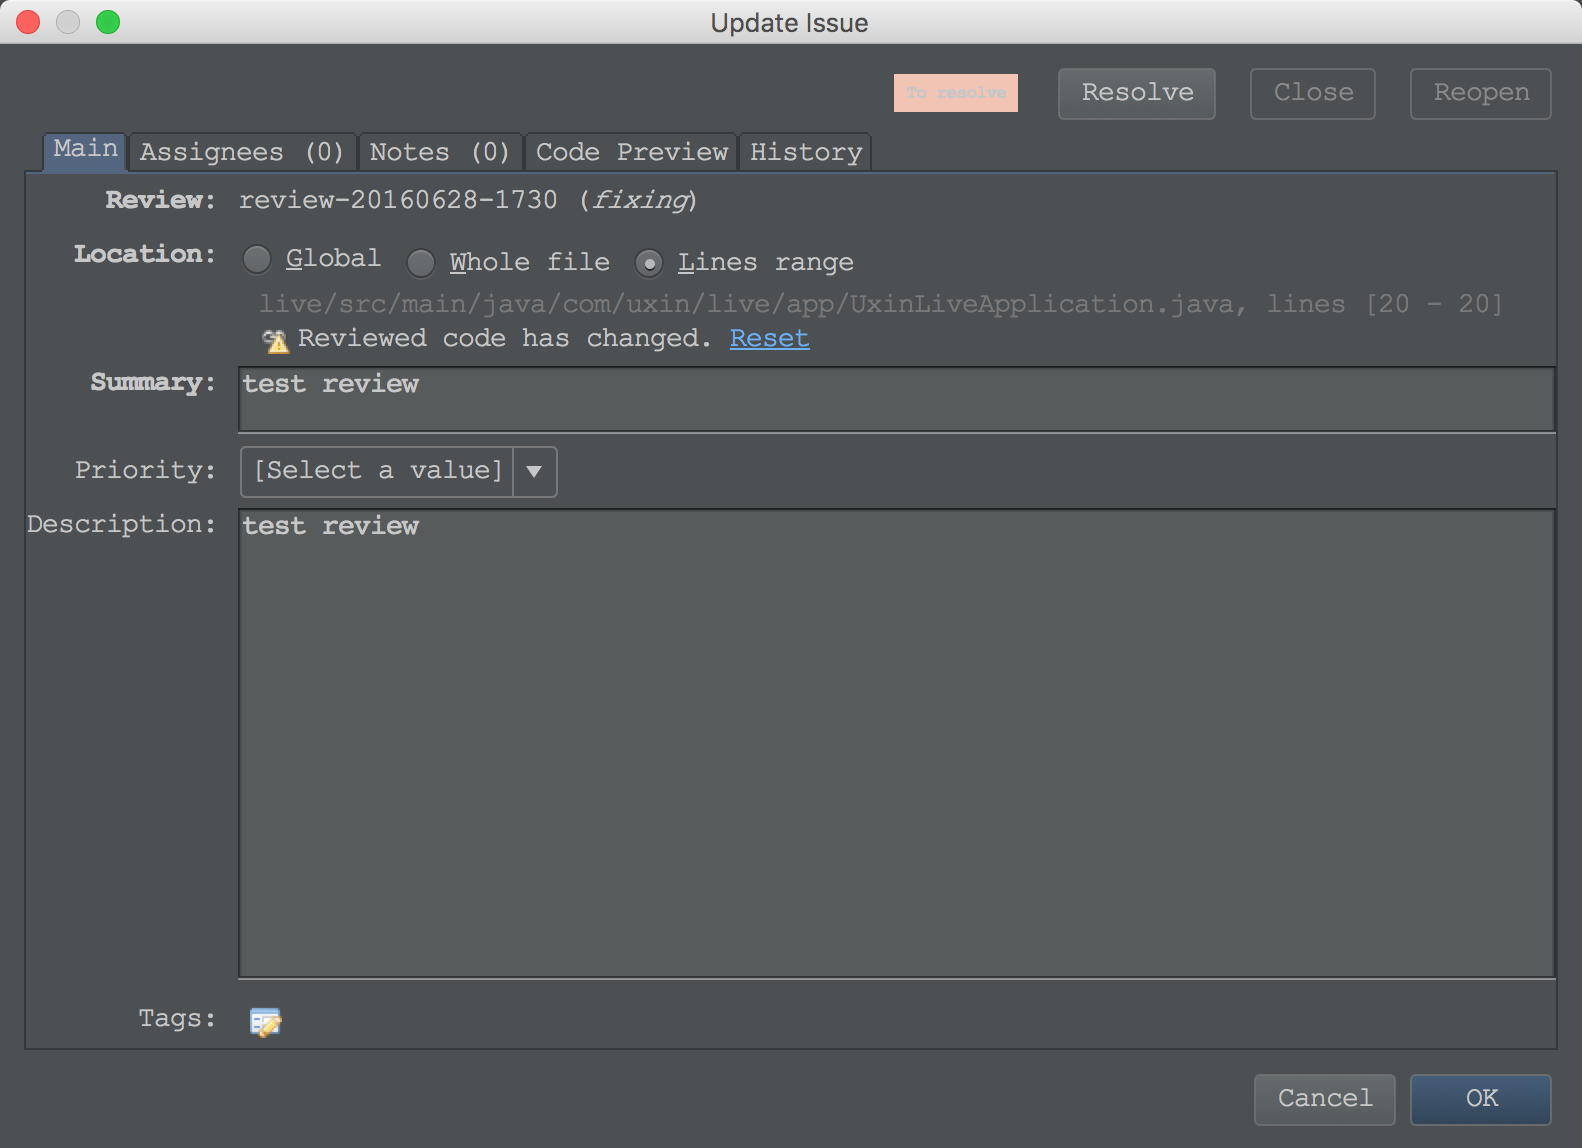 Update Issue
To resolve Resolve Close Reopen
Main Assignees (0) Notes (0) Code Preview History
Review: review-20160628-1730 (fixing)
Location: Global Whole file Lines range
live/src/main/java/com/uxin/live/app/UxinLiveApplication.java, lines [20 - 20]
Reviewed code has changed. Reset
Summary: test review
Priority: [Select a value]
Description: test review
Tags:
Cancel OK